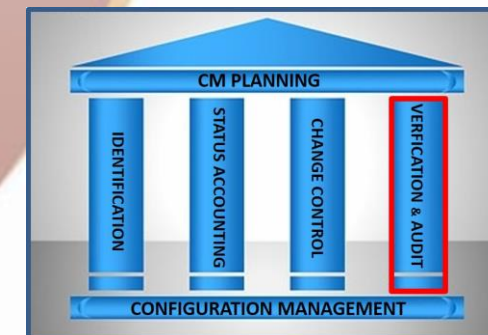 CM PLANNING
IDENTIFICATION
STATUS ACCOUNTING
CHANGE CONTROL
VERFICATION & AUDIT
CONFIGURATION MANAGEMENT